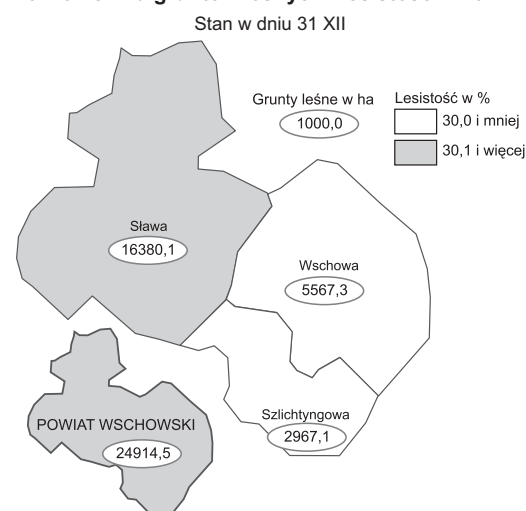 Stan w dniu 31 XII
Grunty leśne w ha
1000,0
Lesistość w %
30,0 i mniej
30,1 i więcej
Sława
16380,1
Wschowa
5567,3
Szlichtyngowa
2967,1
POWIAT WSCHOWSKI
24914,5